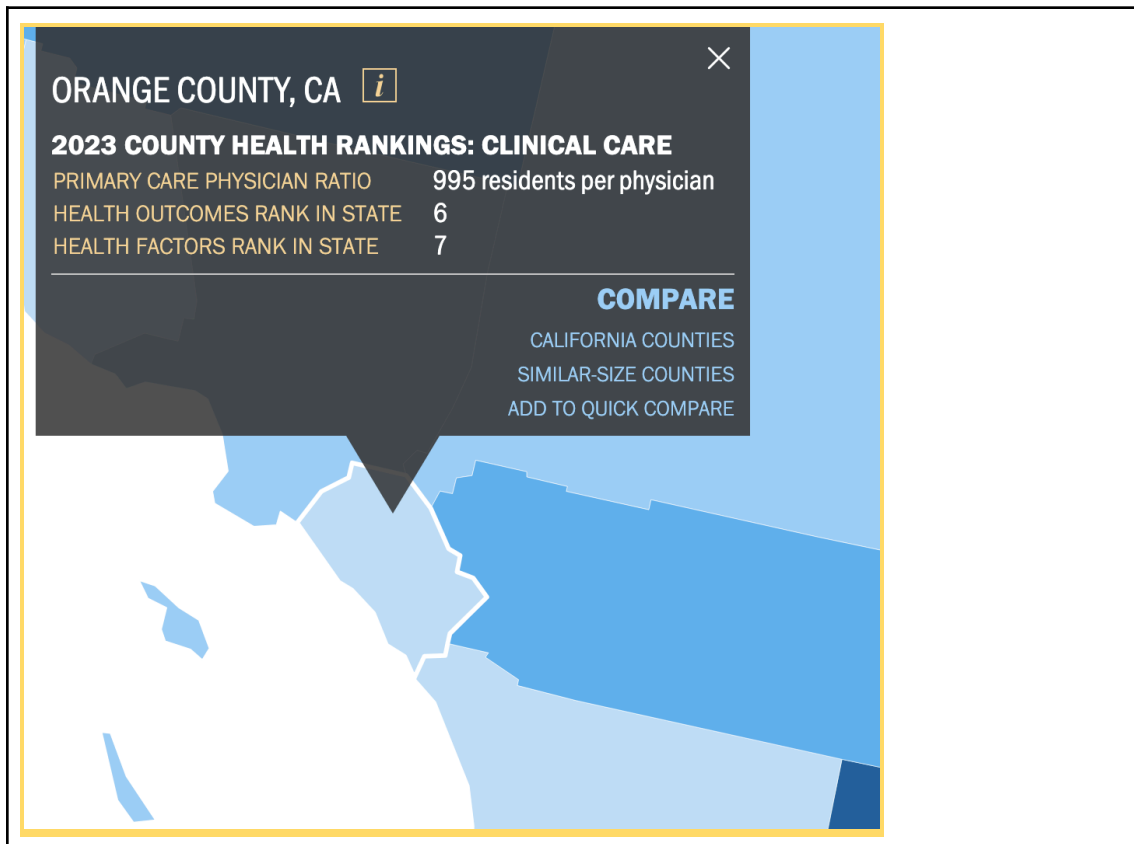 ORANGE COUNTY, CA i
2023 COUNTY HEALTH RANKINGS: CLINICAL CARE
PRIMARY CARE PHYSICIAN RATIO 995 residents per physician
HEALTH OUTCOMES RANK IN STATE 6
HEALTH FACTORS RANK IN STATE 7
COMPARE
CALIFORNIA COUNTIES
SIMILAR-SIZE COUNTIES
ADD TO QUICK COMPARE